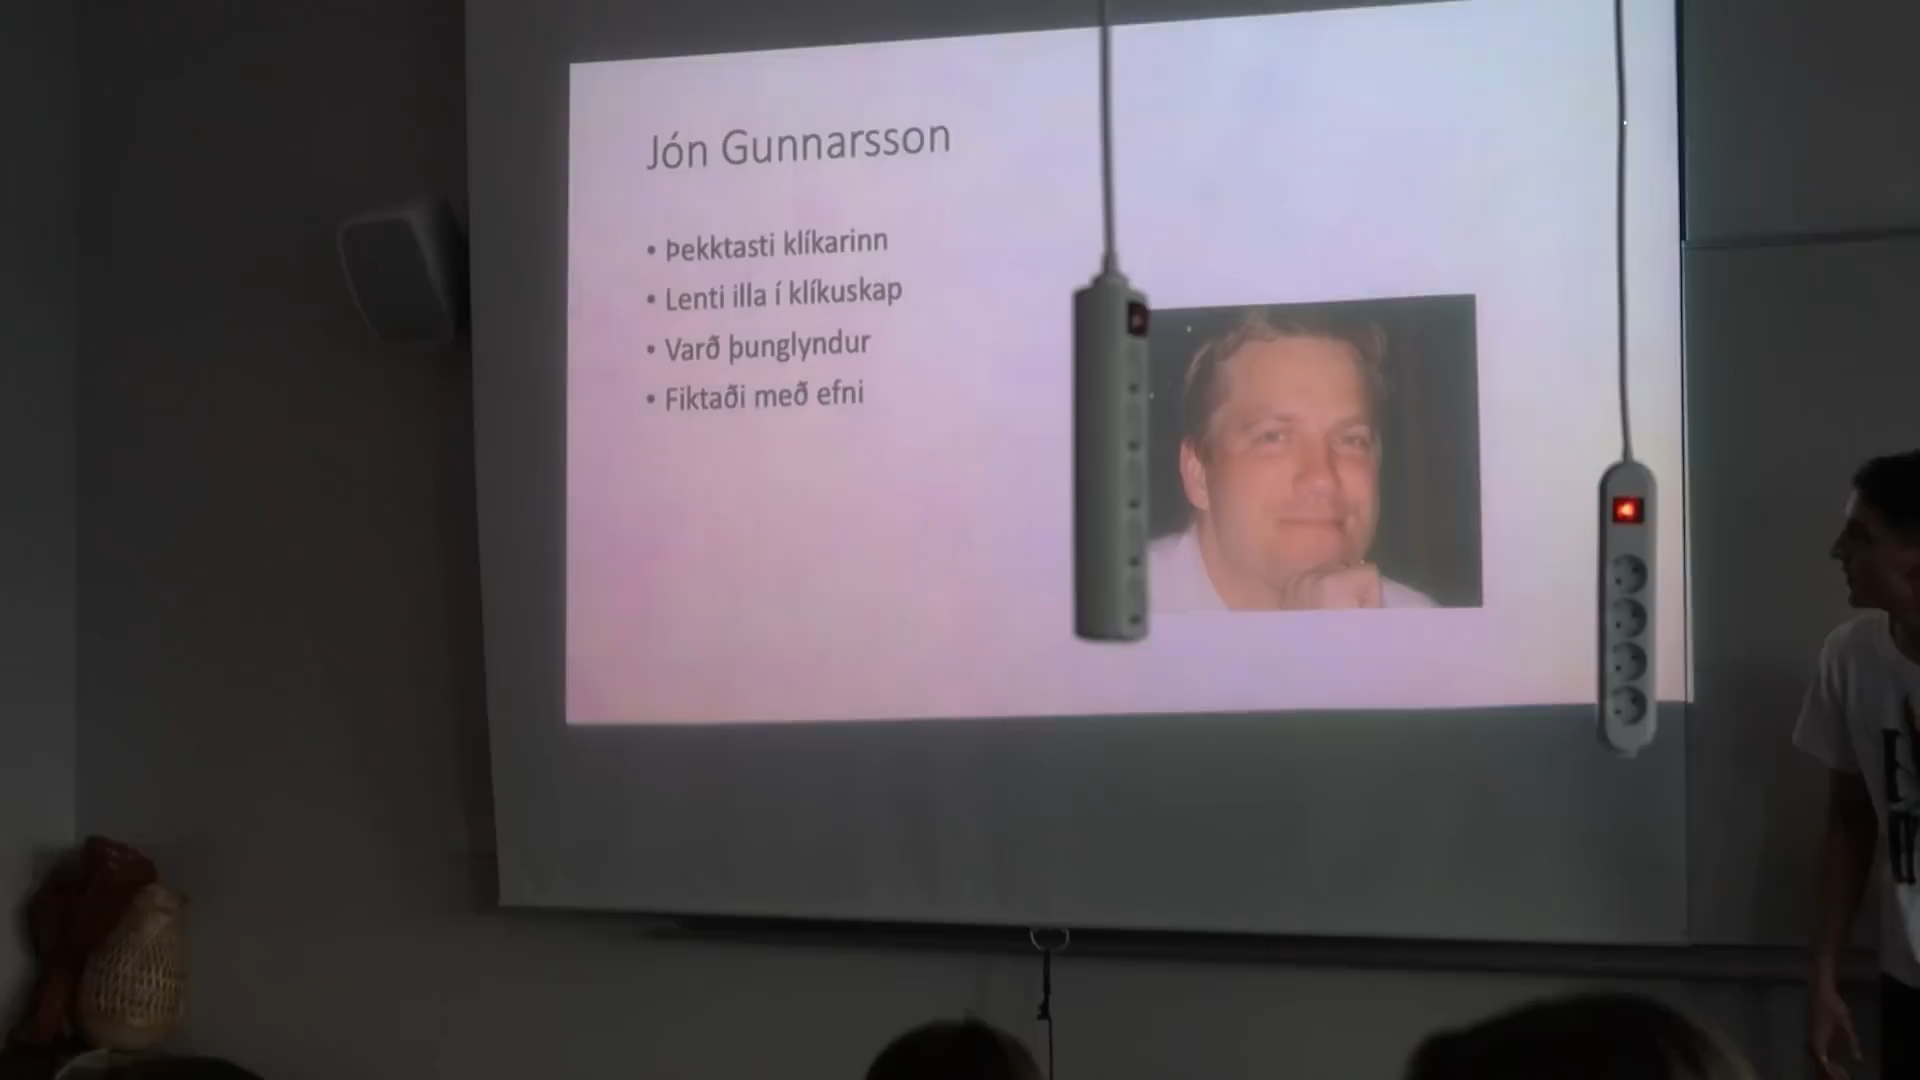 Jón Gunnarsson
• Þekktasti klíkarinn
• Lenti illa í klíkuskap
• Varð þunglyndur
• Fiktaði með efni